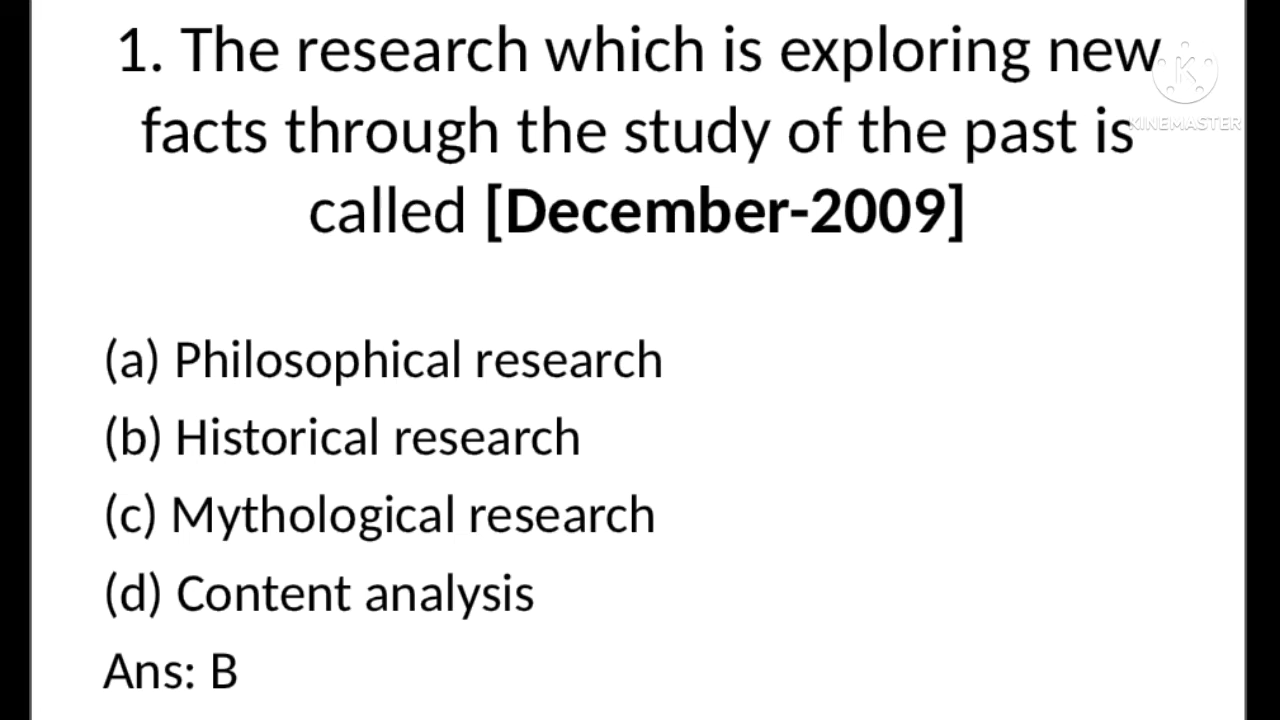 1. The research which is exploring new
facts through the study of the past is
called [December-2009]
(a) Philosophical research
(b) Historical research
(c) Mythological research
(d) Content analysis
Ans: B
K
KINEMASTER